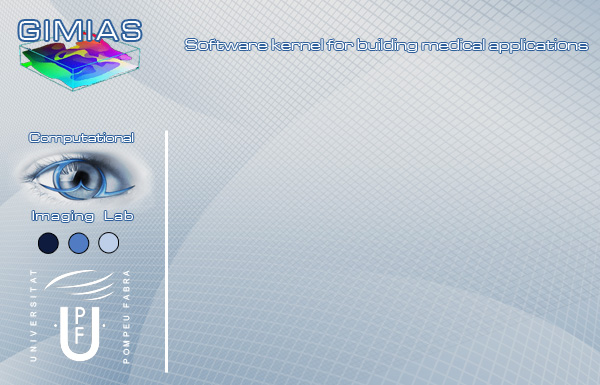 GIMIAS
Software kernel for building medical applications
Computational
Imaging Lab
UNIVERSITAT
UPF
POMPEU FABRA